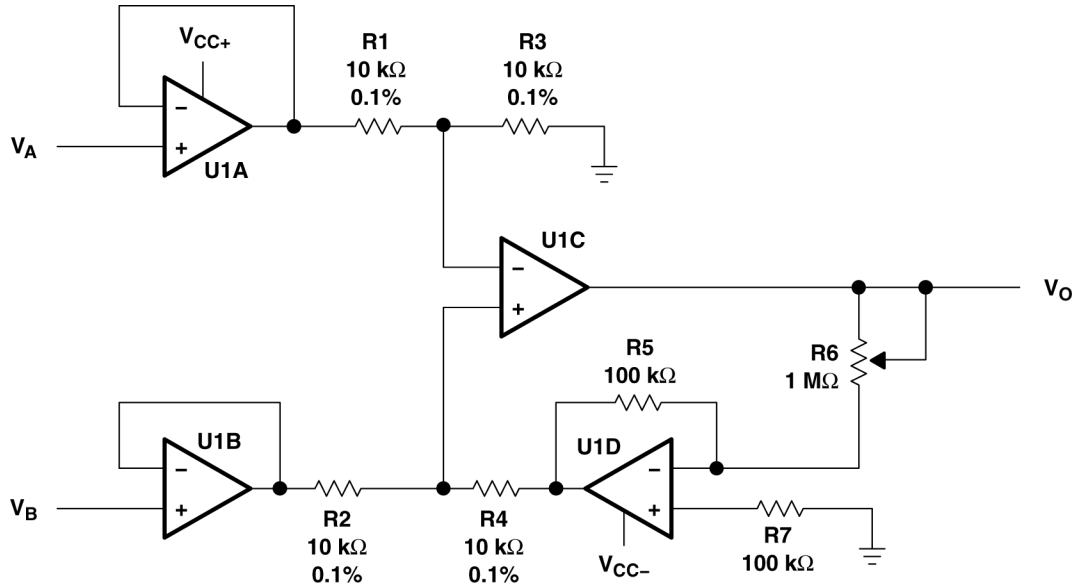 VCC+
R1
10 kΩ
0.1%
R3
10 kΩ
0.1%
VA
−
+
U1A
U1C
−
+
VO
R6
1 MΩ
R5
100 kΩ
U1B
−
+
VB
U1D
−
+
R2
10 kΩ
0.1%
R4
10 kΩ
0.1%
VCC−
R7
100 kΩ